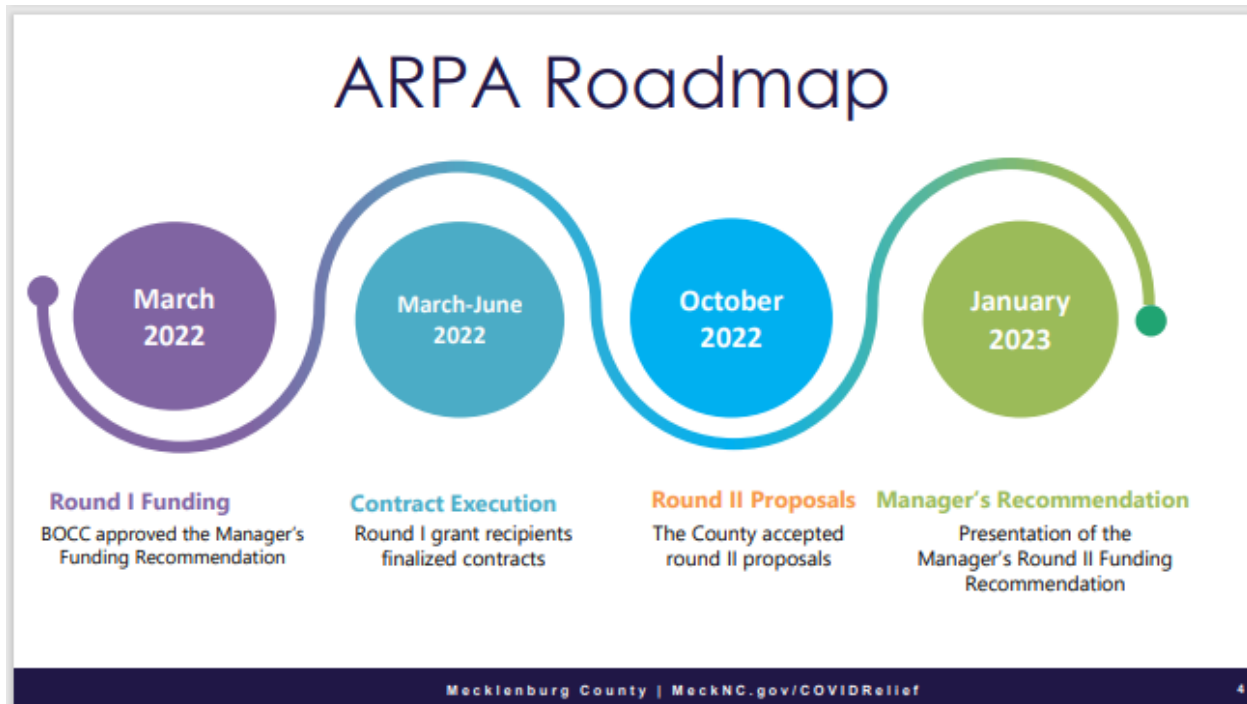 ARPA Roadmap
March
2022
March-June
2022
October
2022
January
2023
Round I Funding
BOCC approved the Manager's
Funding Recommendation
Contract Execution
Round I grant recipients
finalized contracts
Round II Proposals
The County accepted
round II proposals
Manager's Recommendation
Presentation of the
Manager's Round II Funding
Recommendation
Mecklenburg County | MeckNC.gov/COVIDRelief
4